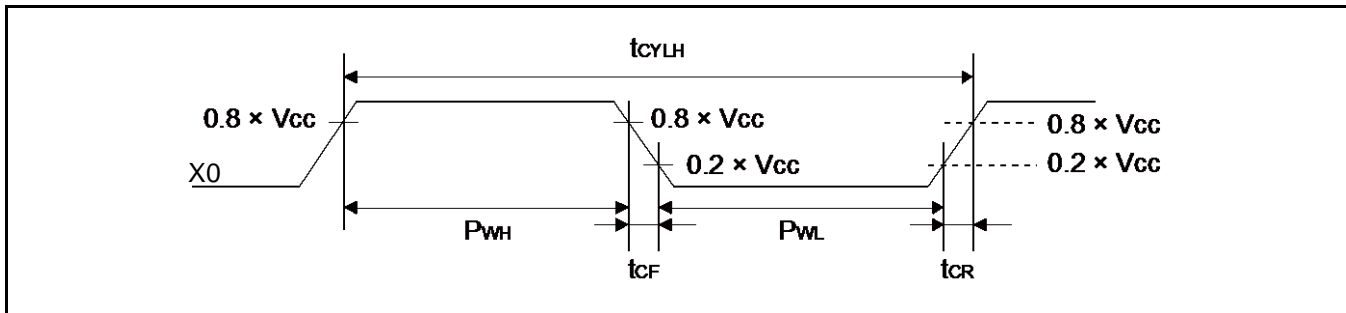 tCYLH
0.8 × VCC
0.8 × VCC
0.8 × VCC
0.2 × VCC
0.2 × VCC
X0
PWH
PWL
tCF
tCR